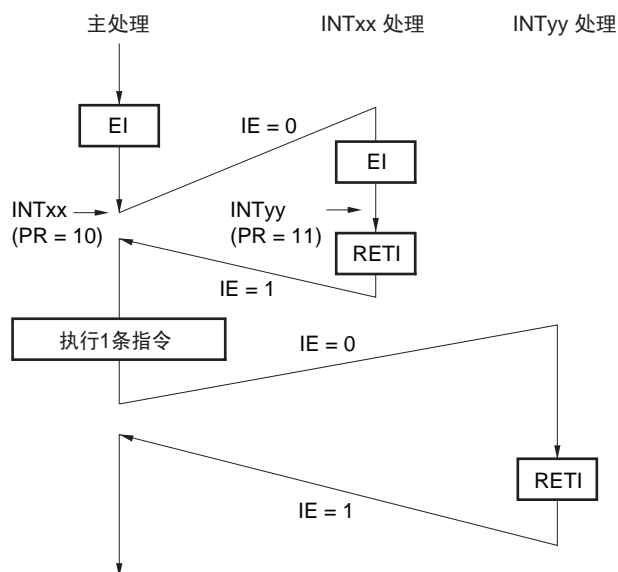 主处理
INTxx 处理
INTyy 处理
EI
IE = 0
EI
INTxx
(PR = 10)
INTyy
(PR = 11)
RETI
IE = 1
执行1条指令
IE = 0
RETI
IE = 1